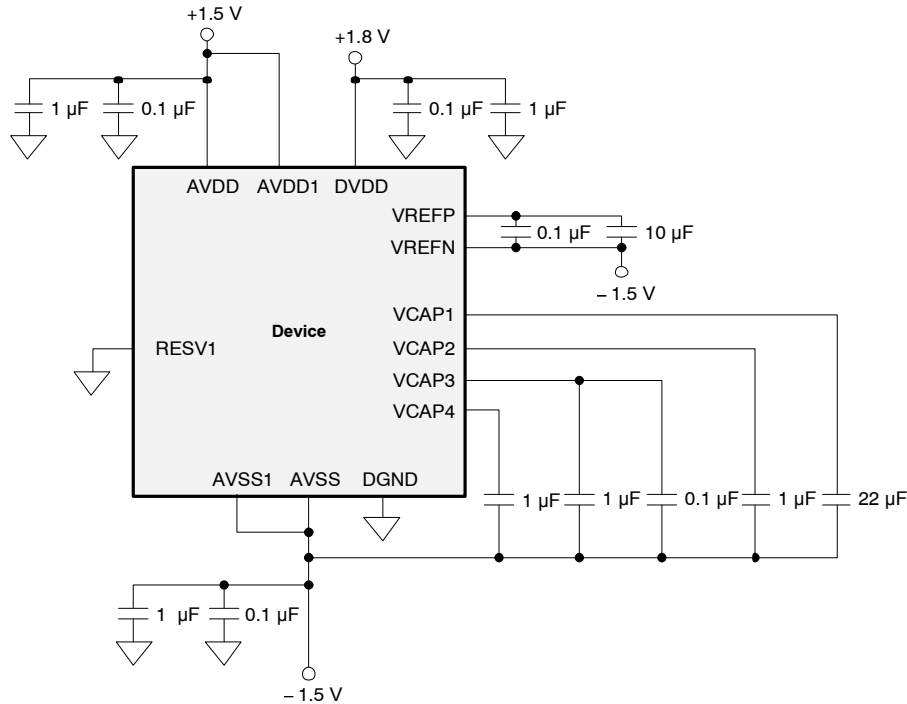 +1.5 V
+1.8 V
1 µF
0.1 µF
0.1 µF
1 µF
AVDD
AVDD1
DVDD
VREFP
VREFN
0.1 µF
10 µF
– 1.5 V
VCAP1
Device
RESV1
VCAP2
VCAP3
VCAP4
AVSS1
AVSS
DGND
1 µF
1 µF
0.1 µF
1 µF
22 µF
1 µF
0.1 µF
– 1.5 V